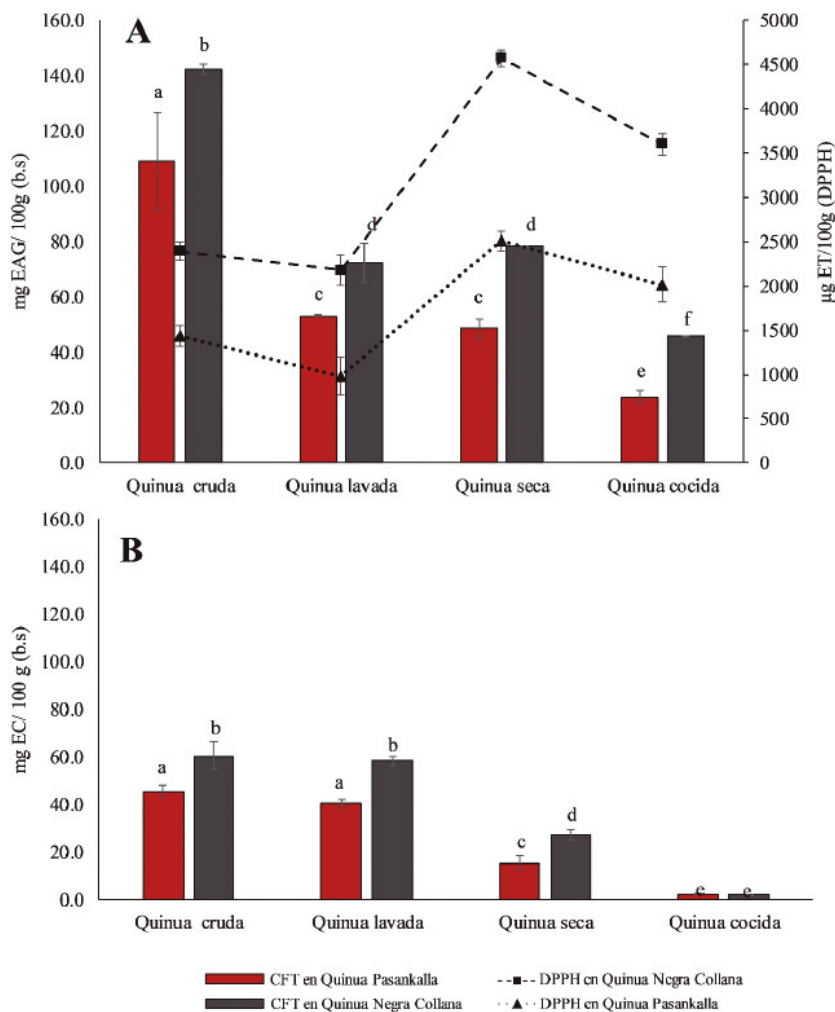 A
160.0
140.0
120.0
100.0
80.0
60.0
40.0
20.0
0.0
mg EAG/ 100g (b.s)
5000
4500
4000
3500
3000
2500
2000
1500
1000
500
0
µg ET/100g (DPPH)
a
b
c
d
c
d
e
f
Quinua cruda
Quinua lavada
Quinua seca
Quinua cocida
B
160.0
140.0
120.0
100.0
80.0
60.0
40.0
20.0
0.0
mg EC/ 100 g (b.s)
a
b
a
b
c
d
e
e
Quinua cruda
Quinua lavada
Quinua seca
Quinua cocida
CFT en Quinua Pasankalla
DPPH en Quinua Negra Collana
CFT en Quinua Negra Collana
DPPH en Quinua Pasankalla